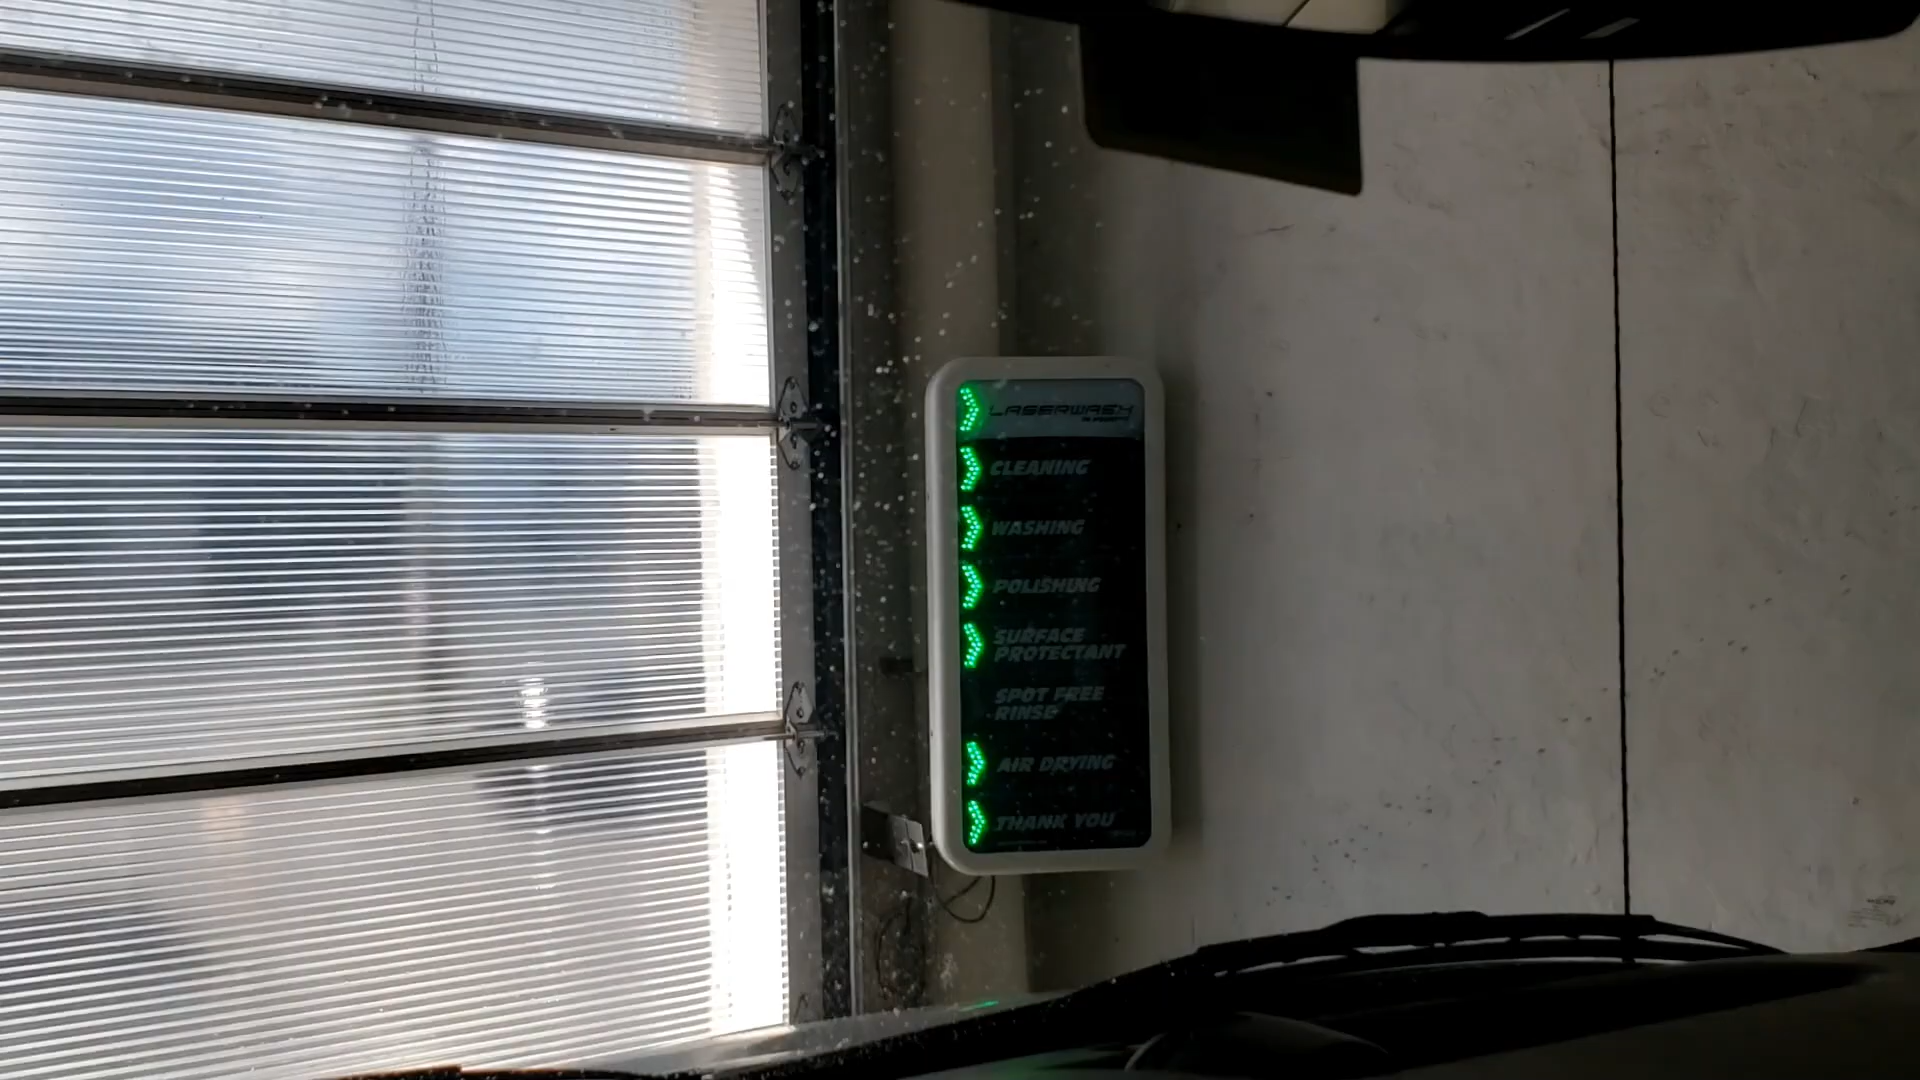 LASERWASH
CLEANING
WASHING
POLISHING
SURFACE
PROTECTANT
SPOT FREE
RINSE
AIR DRYING
THANK YOU